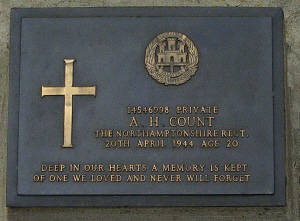 14546998 PRIVATE
A. H. COUNT
THE NORTHAMPTONSHIRE REGT.
20TH APRIL 1944 AGE 20
DEEP IN OUR HEARTS A MEMORY IS KEPT
OF ONE WE LOVED AND NEVER WILL FORGET